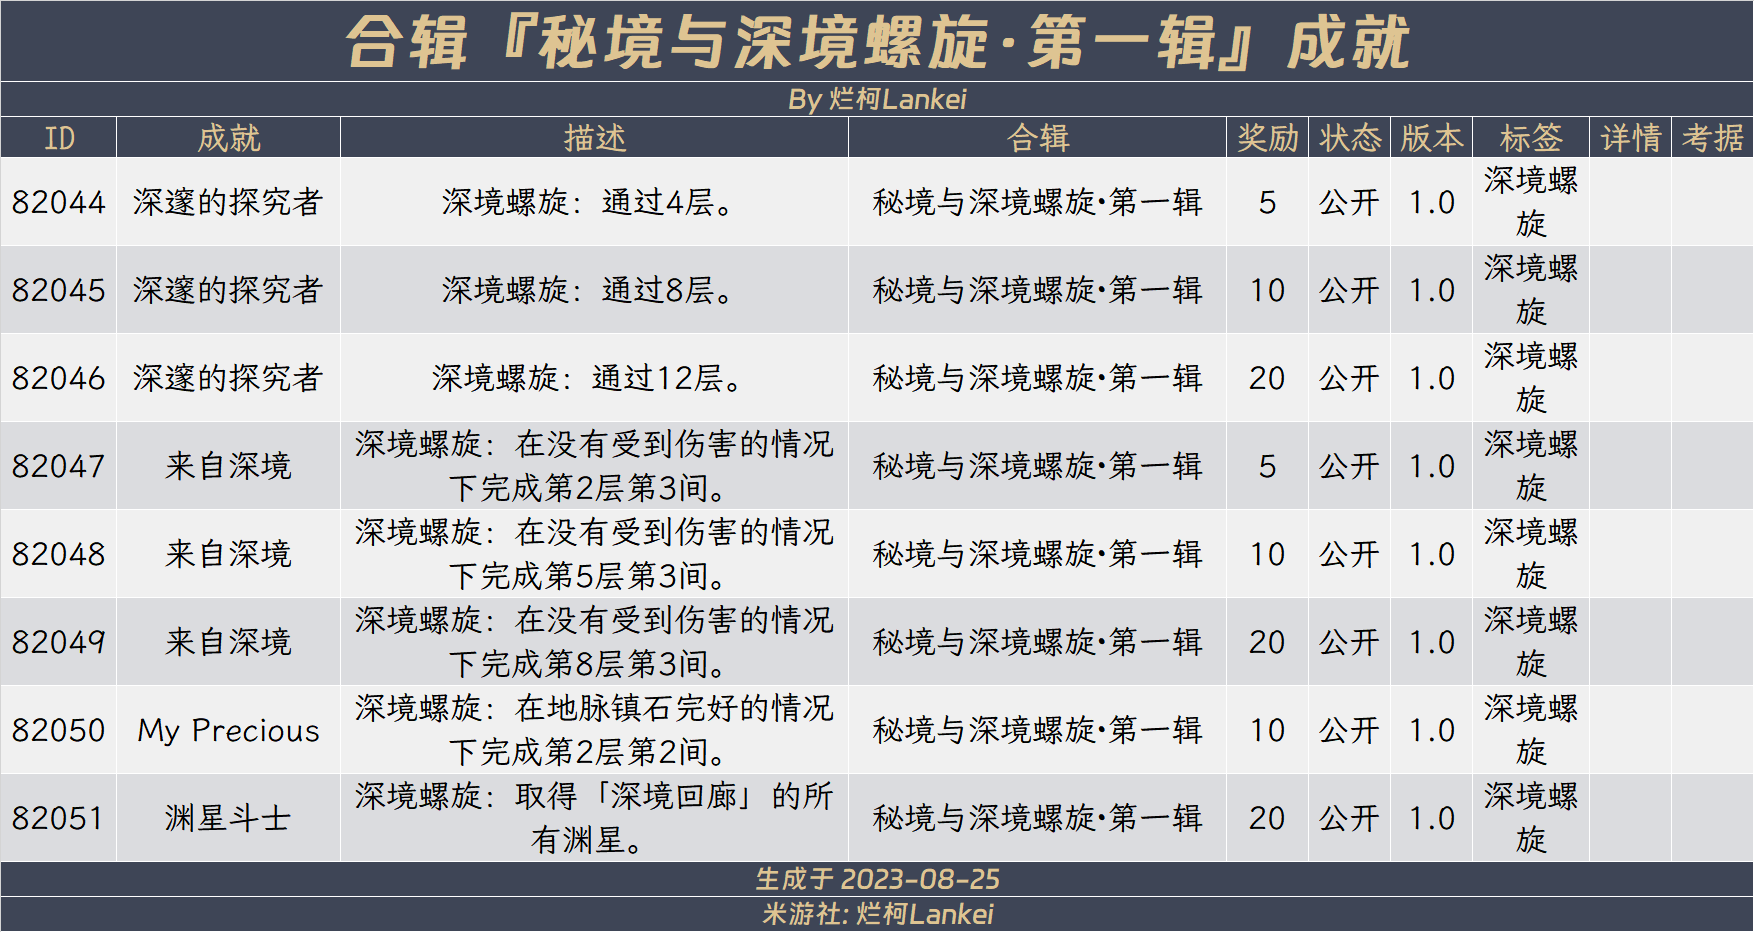 合辑『秘境与深境螺旋·第一辑』成就
By 烂柯Lankei
ID 成就 描述 合辑 奖励 状态 版本 标签 详情 考据
82044 深邃的探究者 深境螺旋：通过4层。 秘境与深境螺旋·第一辑 5 公开 1.0 深境螺
旋
82045 深邃的探究者 深境螺旋：通过8层。 秘境与深境螺旋·第一辑 10 公开 1.0 深境螺
旋
82046 深邃的探究者 深境螺旋：通过12层。 秘境与深境螺旋·第一辑 20 公开 1.0 深境螺
旋
82047 来自深境 深境螺旋：在没有受到伤害的情况
下完成第2层第3间。 秘境与深境螺旋·第一辑 5 公开 1.0 深境螺
旋
82048 来自深境 深境螺旋：在没有受到伤害的情况
下完成第5层第3间。 秘境与深境螺旋·第一辑 10 公开 1.0 深境螺
旋
82049 来自深境 深境螺旋：在没有受到伤害的情况
下完成第8层第3间。 秘境与深境螺旋·第一辑 20 公开 1.0 深境螺
旋
82050 My Precious 深境螺旋：在地脉镇石完好的情况
下完成第2层第2间。 秘境与深境螺旋·第一辑 10 公开 1.0 深境螺
旋
82051 渊星斗士 深境螺旋：取得「深境回廊」的所
有渊星。 秘境与深境螺旋·第一辑 20 公开 1.0 深境螺
旋
生成于 2023-08-25
米游社: 烂柯Lankei